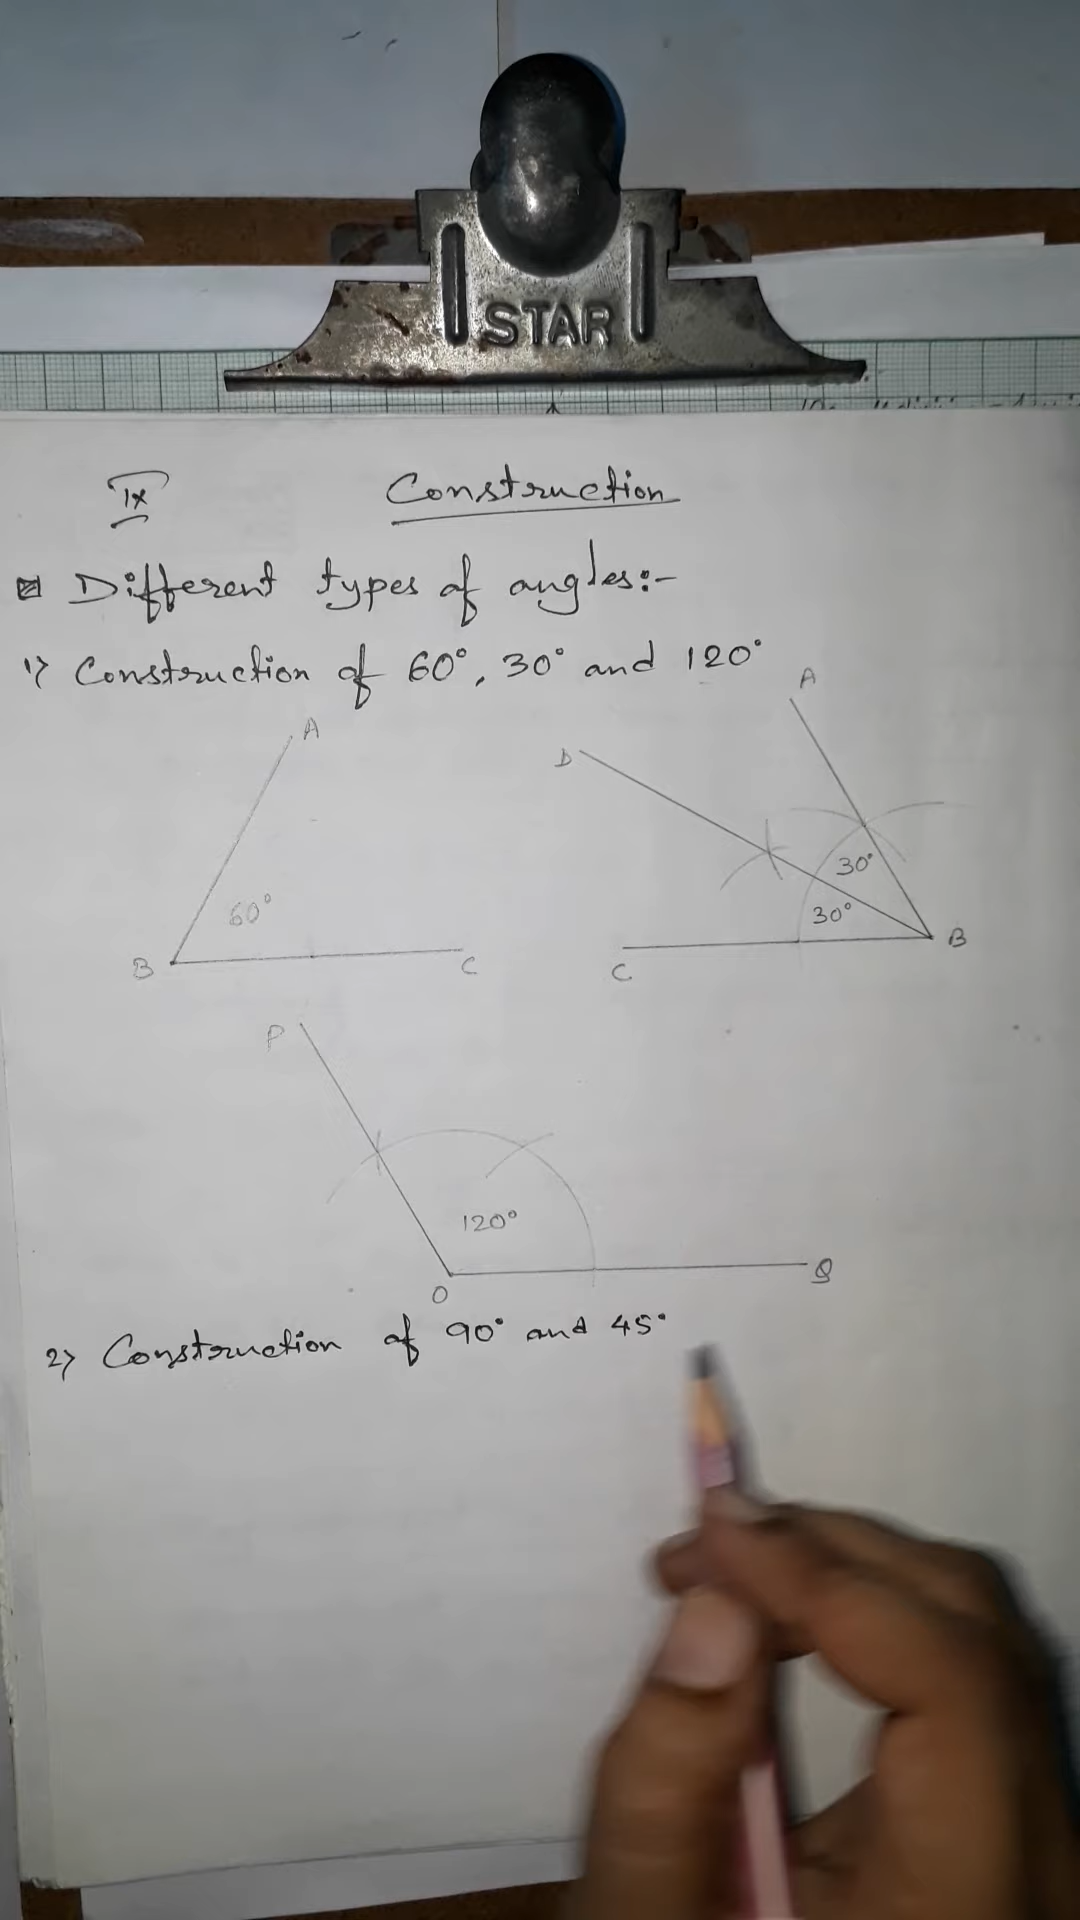 STAR
IX Construction
Different types of angles:-
1) Construction of 60°, 30° and 120°
A
A
D
30°
60°
30°
B
B
C
C
P
120°
Q
O
2) Construction of 90° and 45°